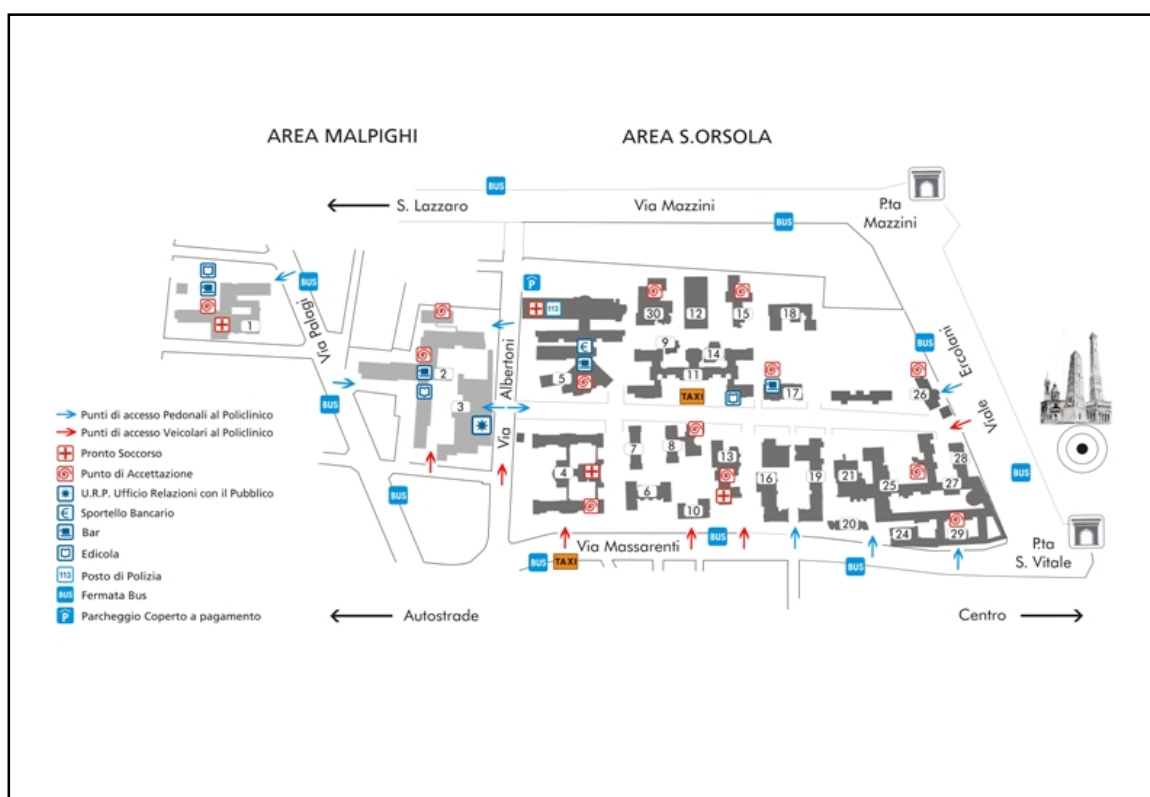 AREA MALPIGHI
AREA S.ORSOLA
BUS
S. Lazzaro
Via Mazzini
BUS
P.ta
Mazzini
BUS
Via Palagi
1
BUS
P
113
30
12
15
18
9
14
11
5
TAXI
17
26
BUS
Viale Ercolani
2
3
Via Albertoni
4
7
8
13
6
10
16
19
21
25
28
27
20
24
29
BUS
BUS
P.ta
S. Vitale
Via Massarenti
BUS
BUS
TAXI
BUS
Autostrade
Centro
Punti di accesso Pedonali al Policlinico
Punti di accesso Veicolari al Policlinico
Pronto Soccorso
Punto di Accettazione
U.R.P. Ufficio Relazioni con il Pubblico
€ Sportello Bancario
Bar
Edicola
113 Posto di Polizia
BUS Fermata Bus
P Parcheggio Coperto a pagamento